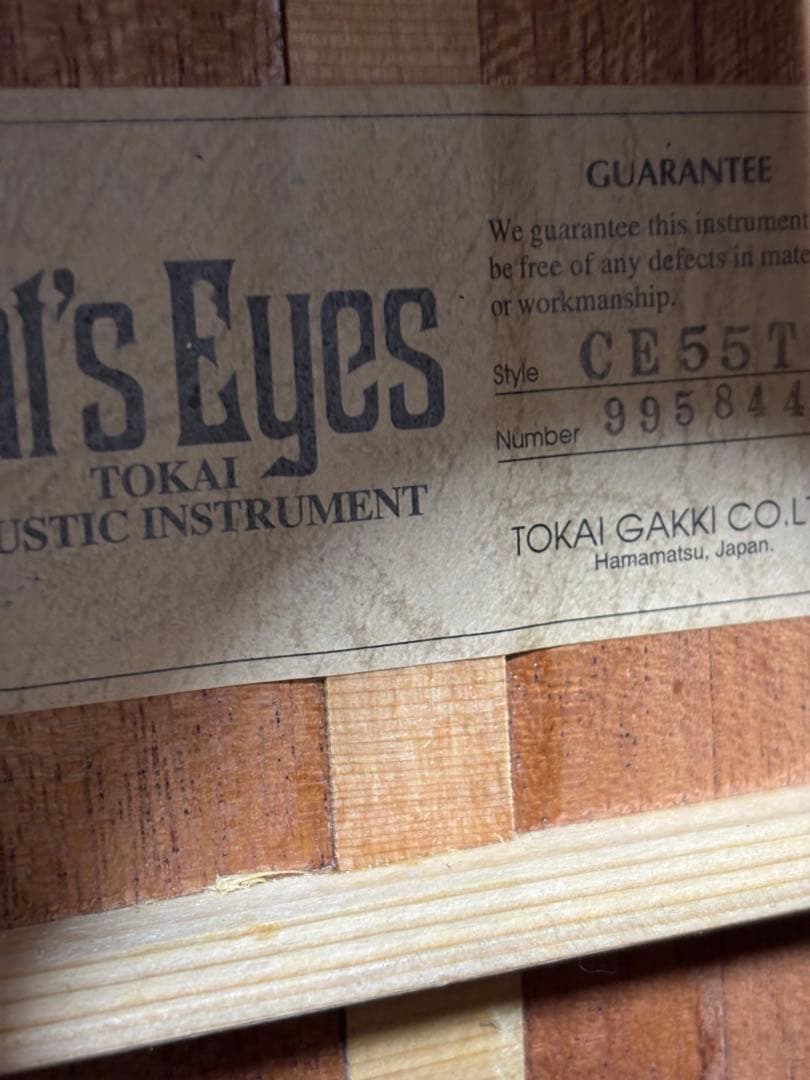 GUARANTEE
We guarantee this instrument
be free of any defects in mate
or workmanship.
Style CE55T
Number 995844
at's Eyes
TOKAI
USTIC INSTRUMENT
TOKAI GAKKI CO.LT
Hamamatsu, Japan.